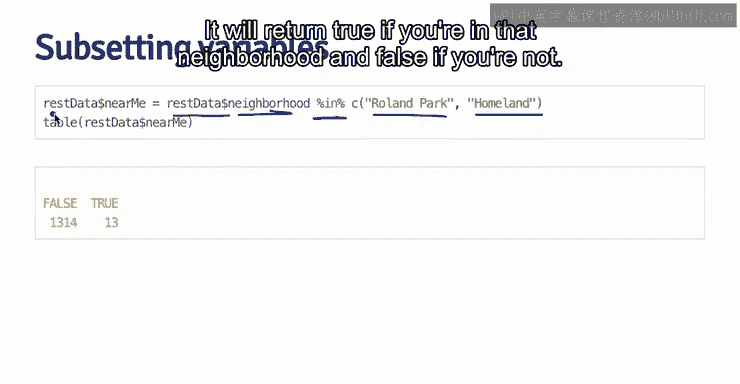 It will return true if you're in that
Subsetting variables
neighborhood and false if you're not.
restData$nearMe = restData$neighborhood %in% c("Roland Park", "Homeland")
table(restData$nearMe)
FALSE TRUE
1314 13